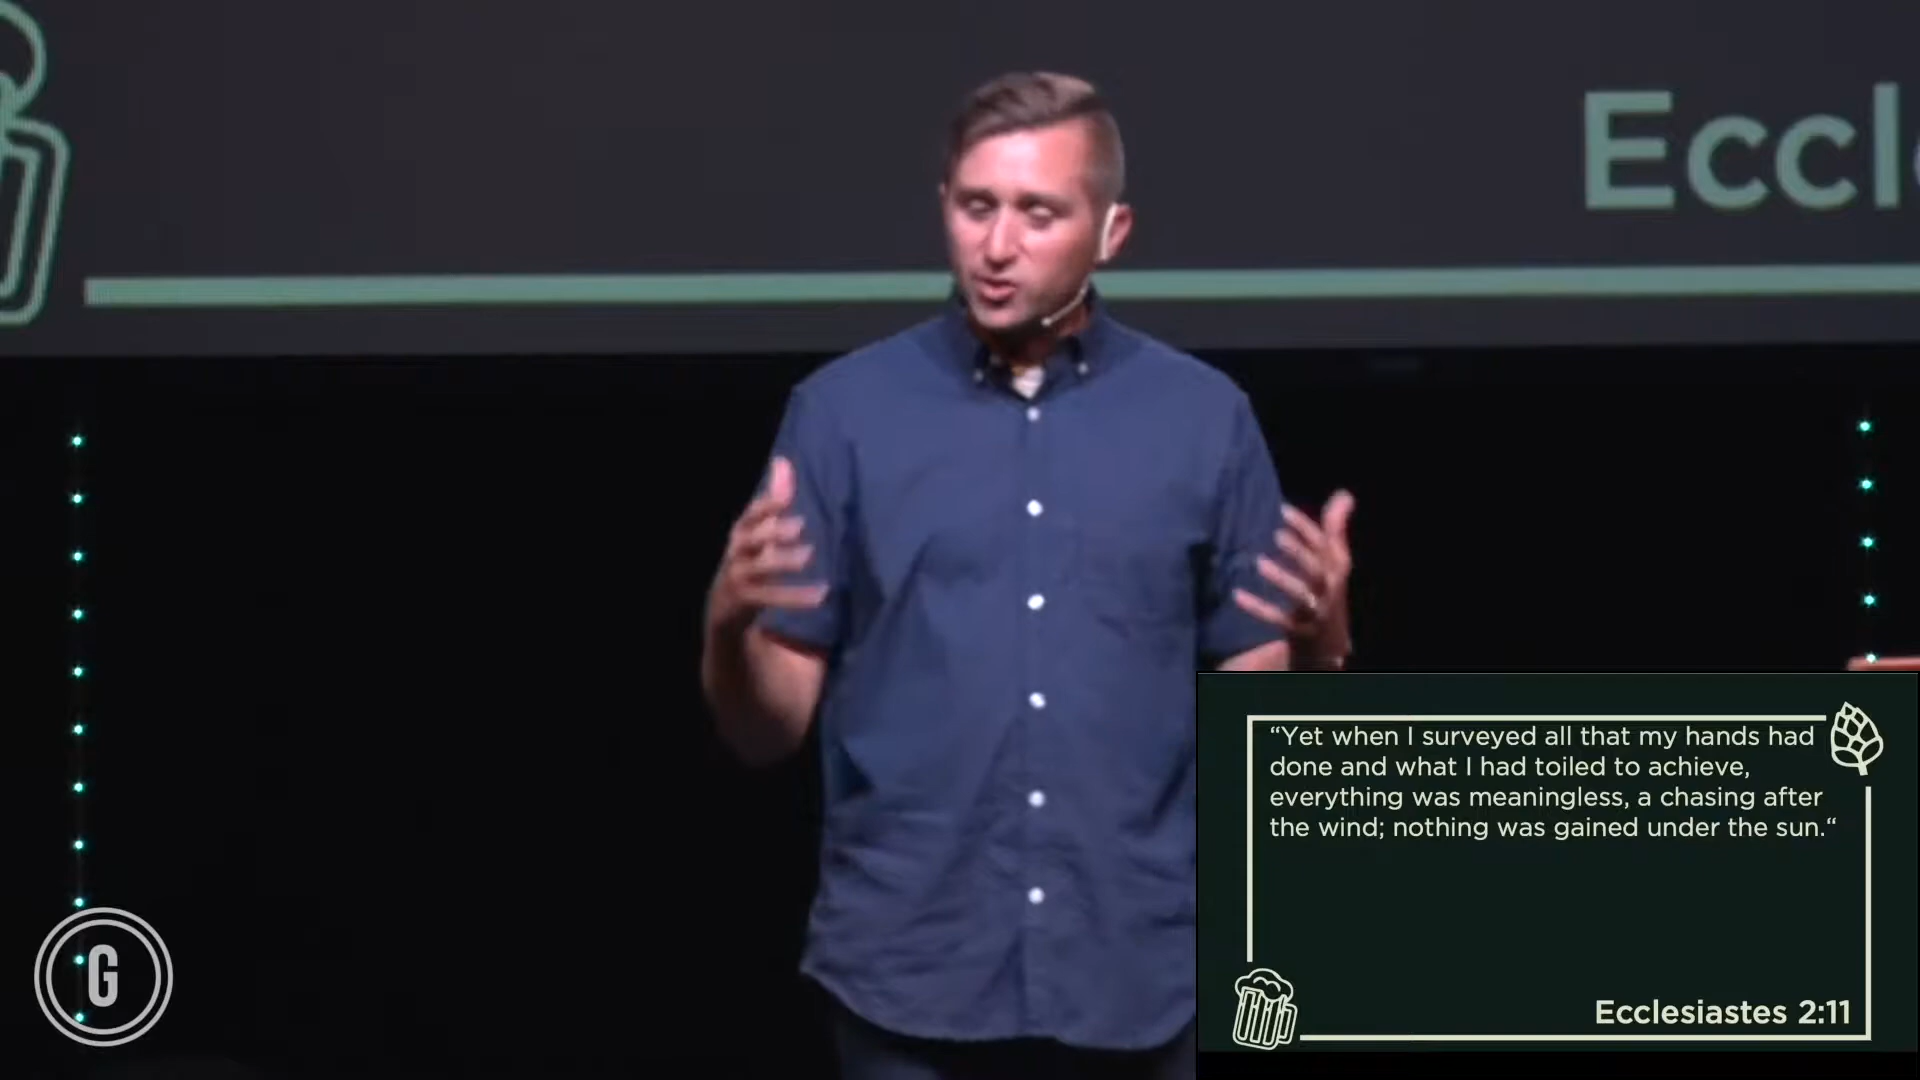 Eccl
“Yet when I surveyed all that my hands had
done and what I had toiled to achieve,
everything was meaningless, a chasing after
the wind; nothing was gained under the sun.“
Ecclesiastes 2:11
G